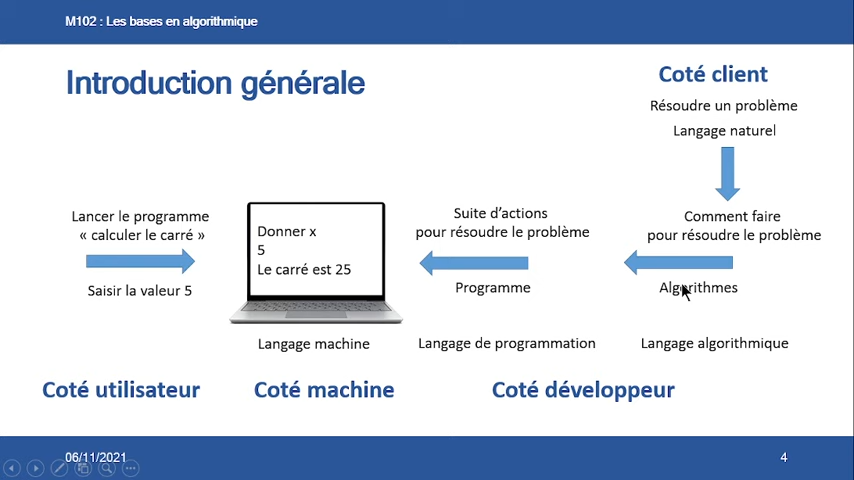 M102 : Les bases en algorithmique
Introduction générale
Coté client
Résoudre un problème
Langage naturel
Lancer le programme
« calculer le carré »
Saisir la valeur 5
Donner x
5
Le carré est 25
Suite d’actions
pour résoudre le problème
Programme
Comment faire
pour résoudre le problème
Algorithmes
Langage machine
Langage de programmation
Langage algorithmique
Coté utilisateur
Coté machine
Coté développeur
06/11/2021
4